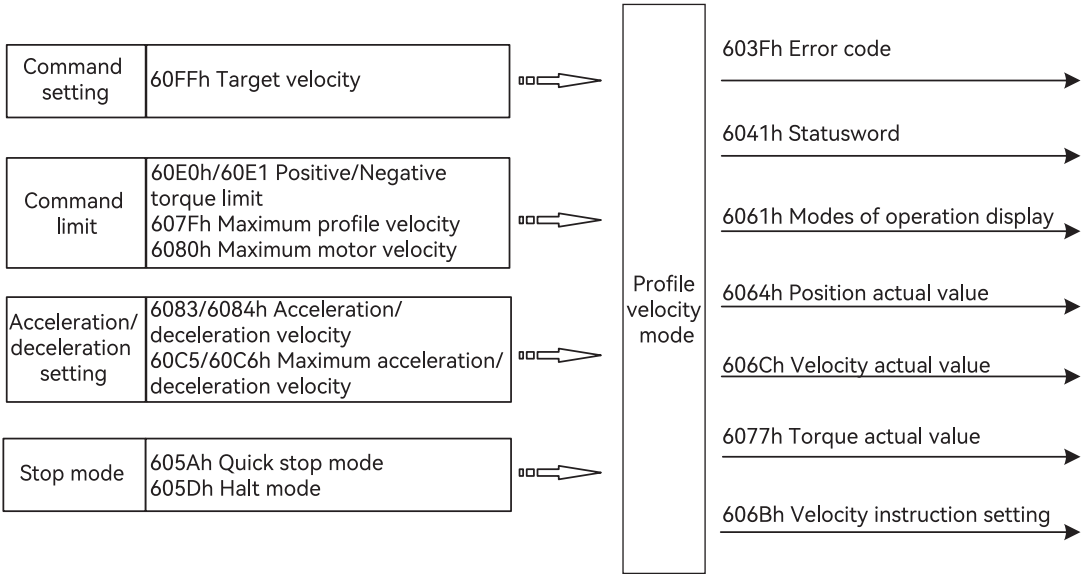 Command
setting
60FFh Target velocity
Command
limit
60E0h/60E1 Positive/Negative
torque limit
607Fh Maximum profile velocity
6080h Maximum motor velocity
Acceleration/
deceleration
setting
6083/6084h Acceleration/
deceleration velocity
60C5/60C6h Maximum acceleration/
deceleration velocity
Stop mode
605Ah Quick stop mode
605Dh Halt mode
Profile
velocity
mode
603Fh Error code
6041h Statusword
6061h Modes of operation display
6064h Position actual value
606Ch Velocity actual value
6077h Torque actual value
606Bh Velocity instruction setting